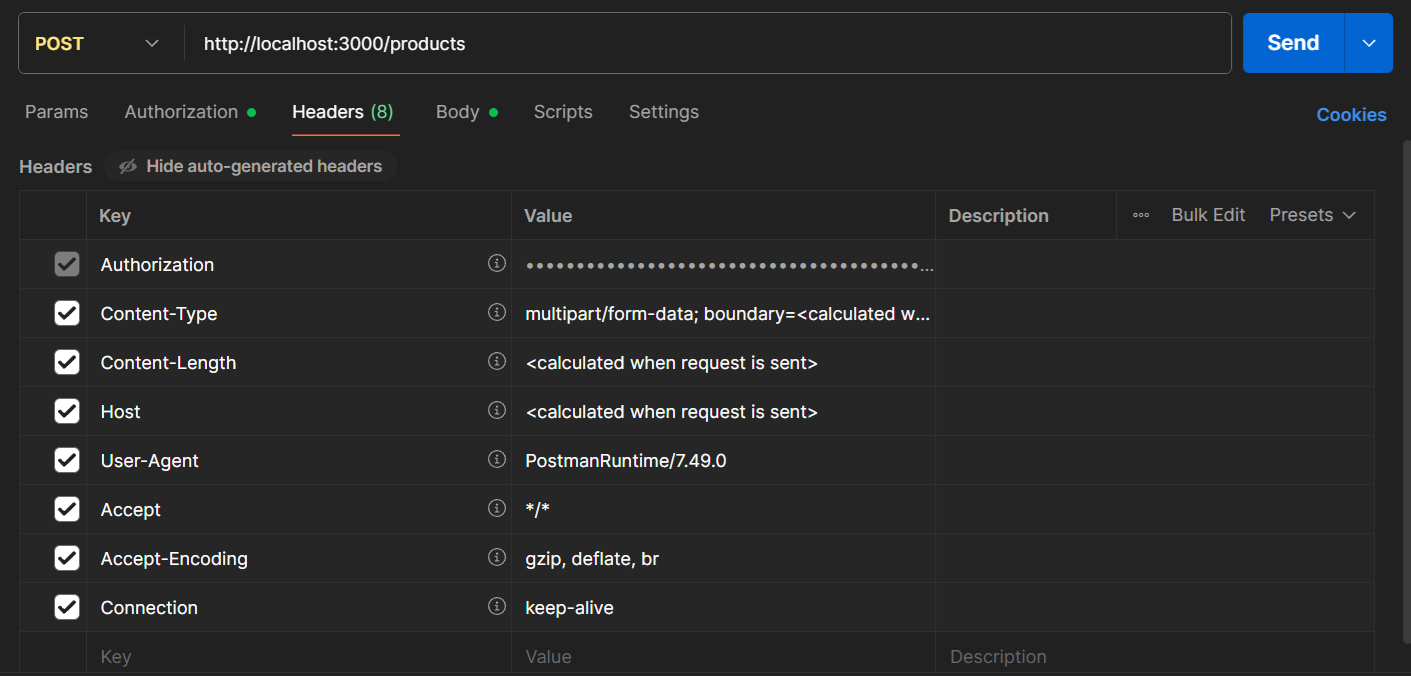 POST http://localhost:3000/products Send
Params Authorization Headers (8) Body Scripts Settings Cookies
Headers Hide auto-generated headers
Key Value Description Bulk Edit Presets
Authorization ••••••••••••••••••••••••••••••••••••••• ...
Content-Type multipart/form-data; boundary=<calculated w...
Content-Length <calculated when request is sent>
Host <calculated when request is sent>
User-Agent PostmanRuntime/7.49.0
Accept */*
Accept-Encoding gzip, deflate, br
Connection keep-alive
Key Value Description